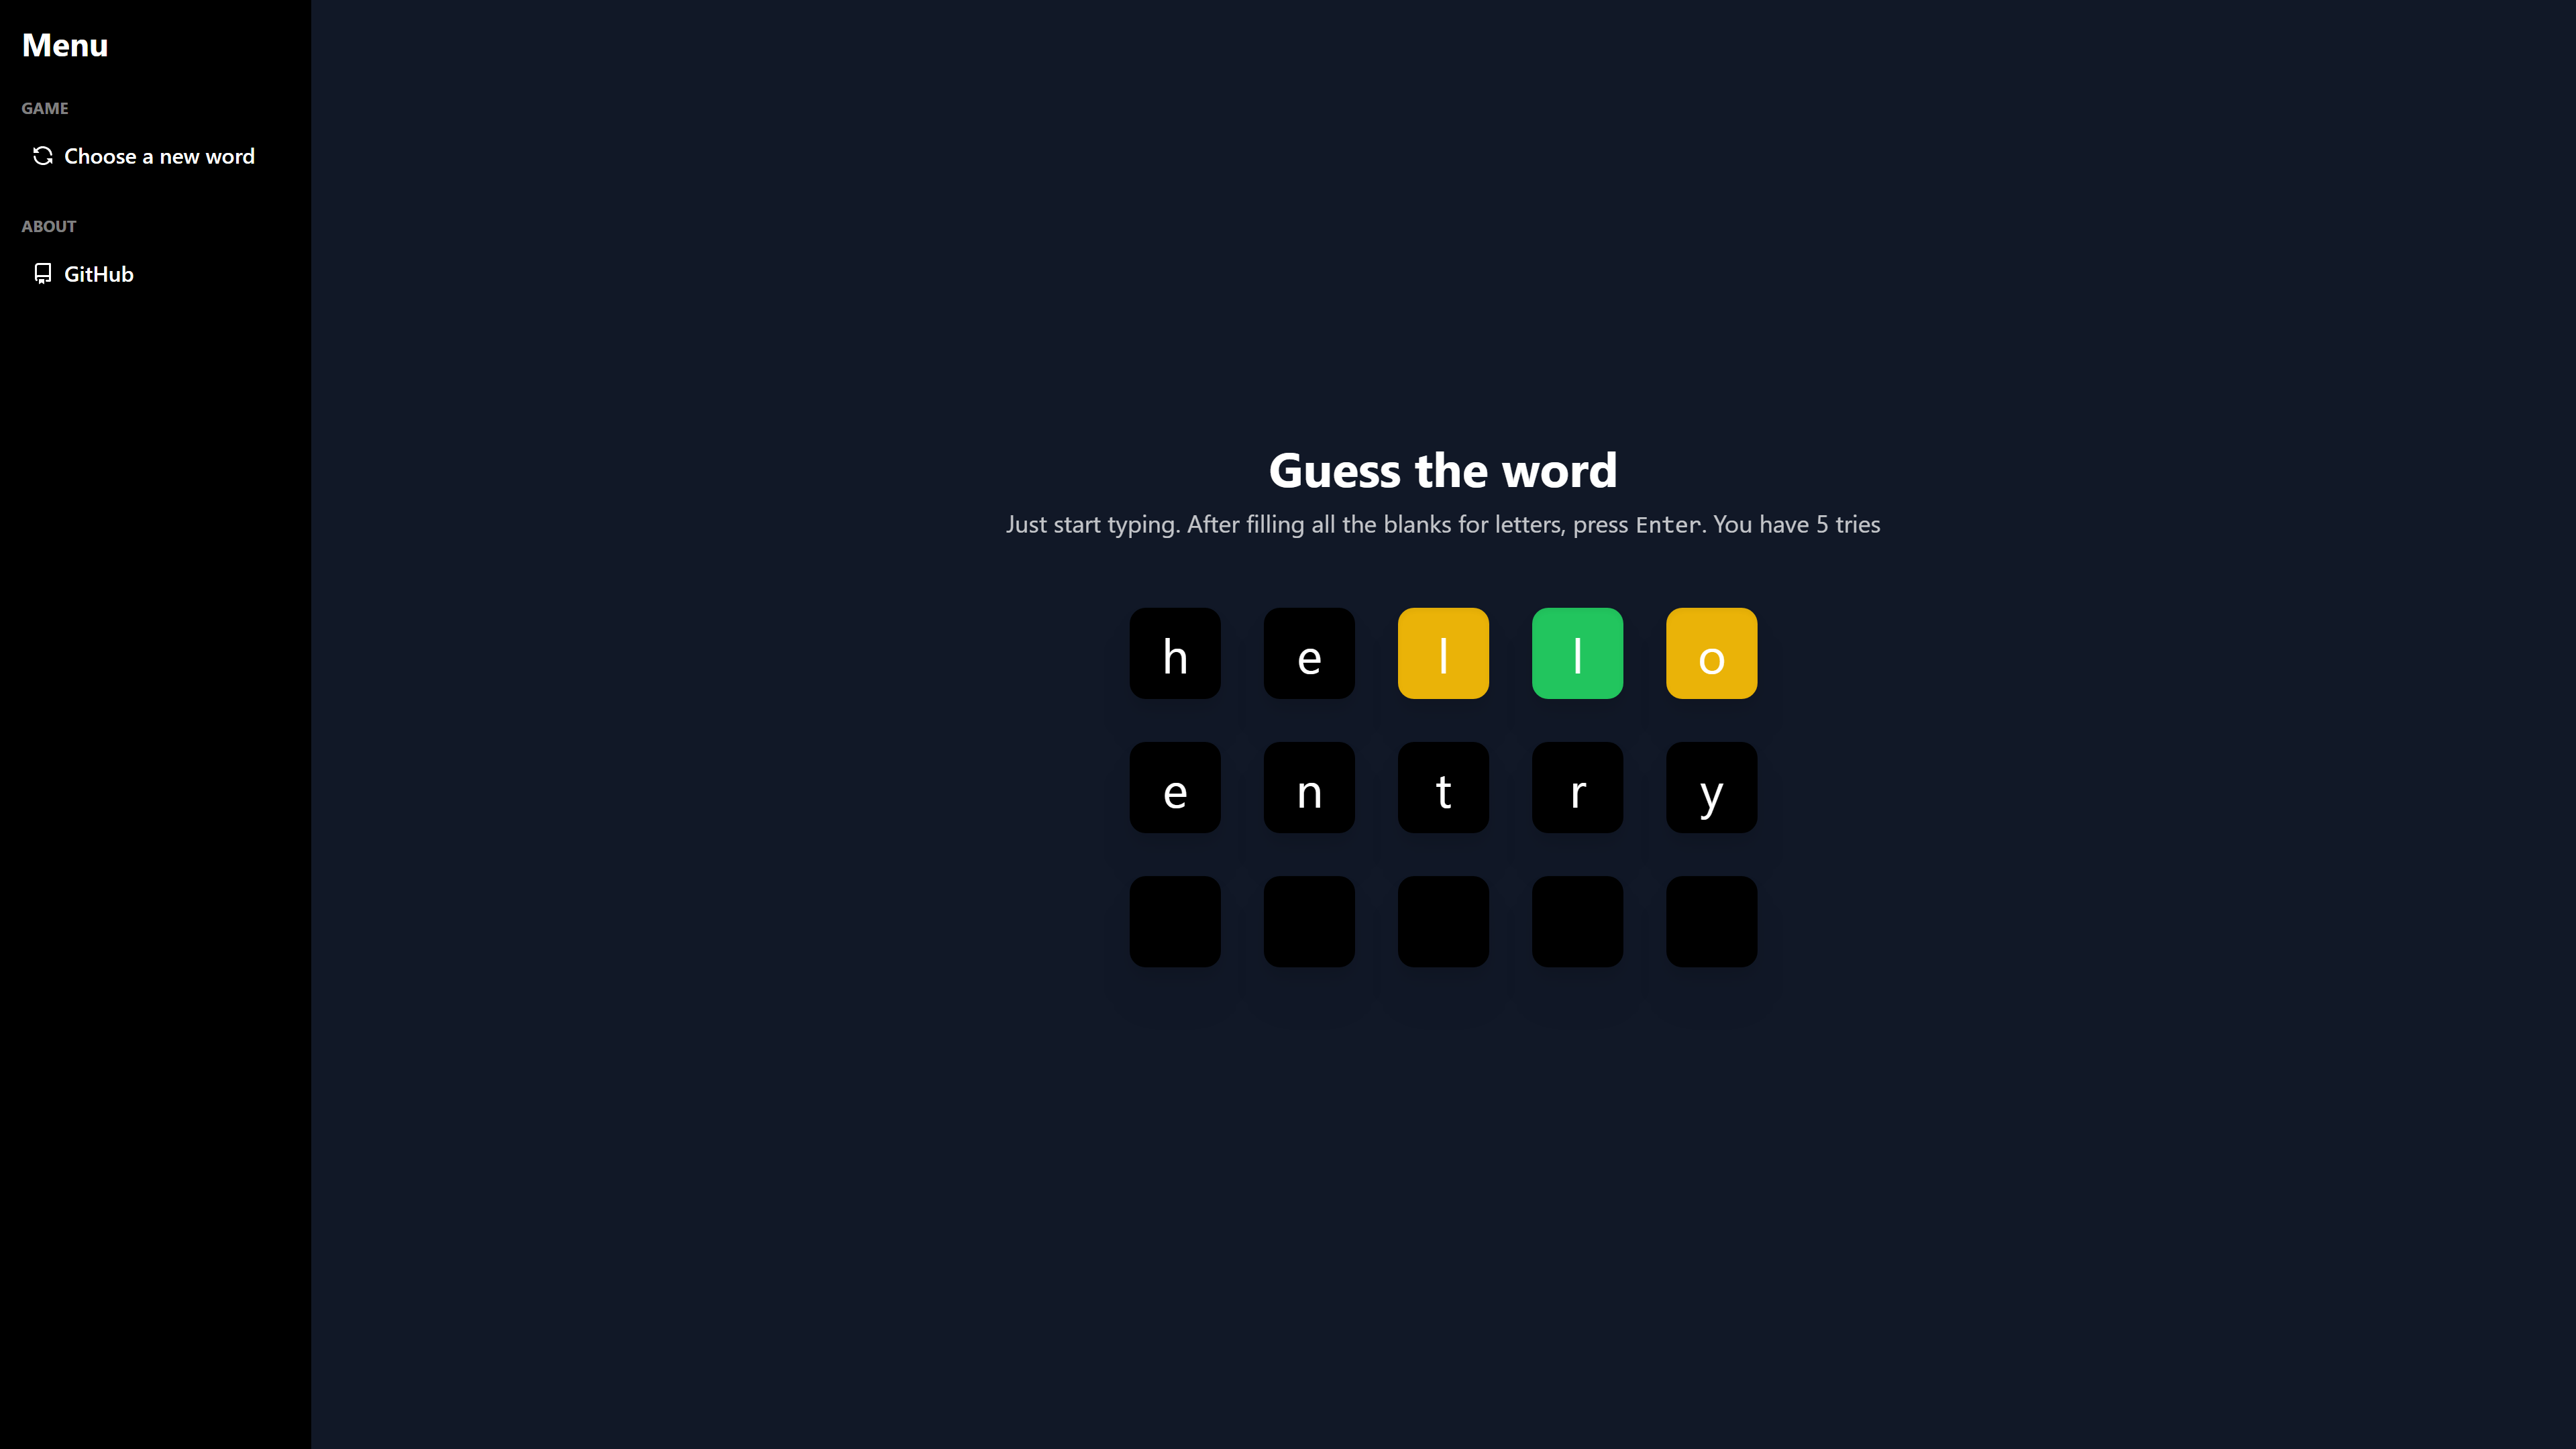 Menu
GAME
Choose a new word
ABOUT
GitHub
Guess the word
Just start typing. After filling all the blanks for letters, press Enter. You have 5 tries
h e l l o
e n t r y